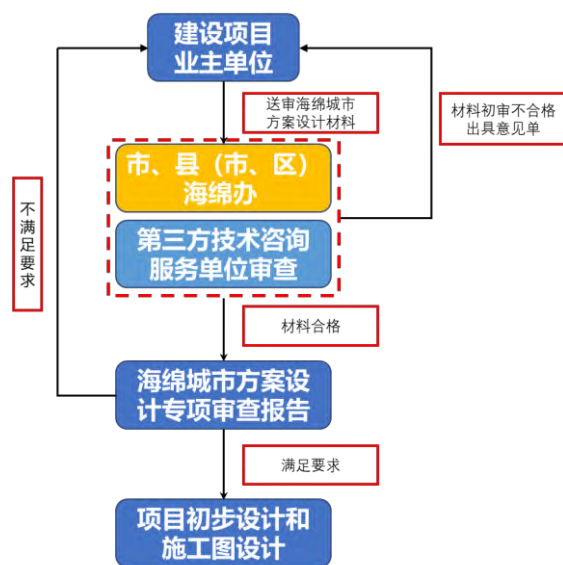 建设项目
业主单位
送审海绵城市
方案设计材料
材料初审不合格
出具意见单
市、县（市、区）
海绵办
不满足要求
第三方技术咨询
服务单位审查
材料合格
海绵城市方案设
计专项审查报告
满足要求
项目初步设计和
施工图设计